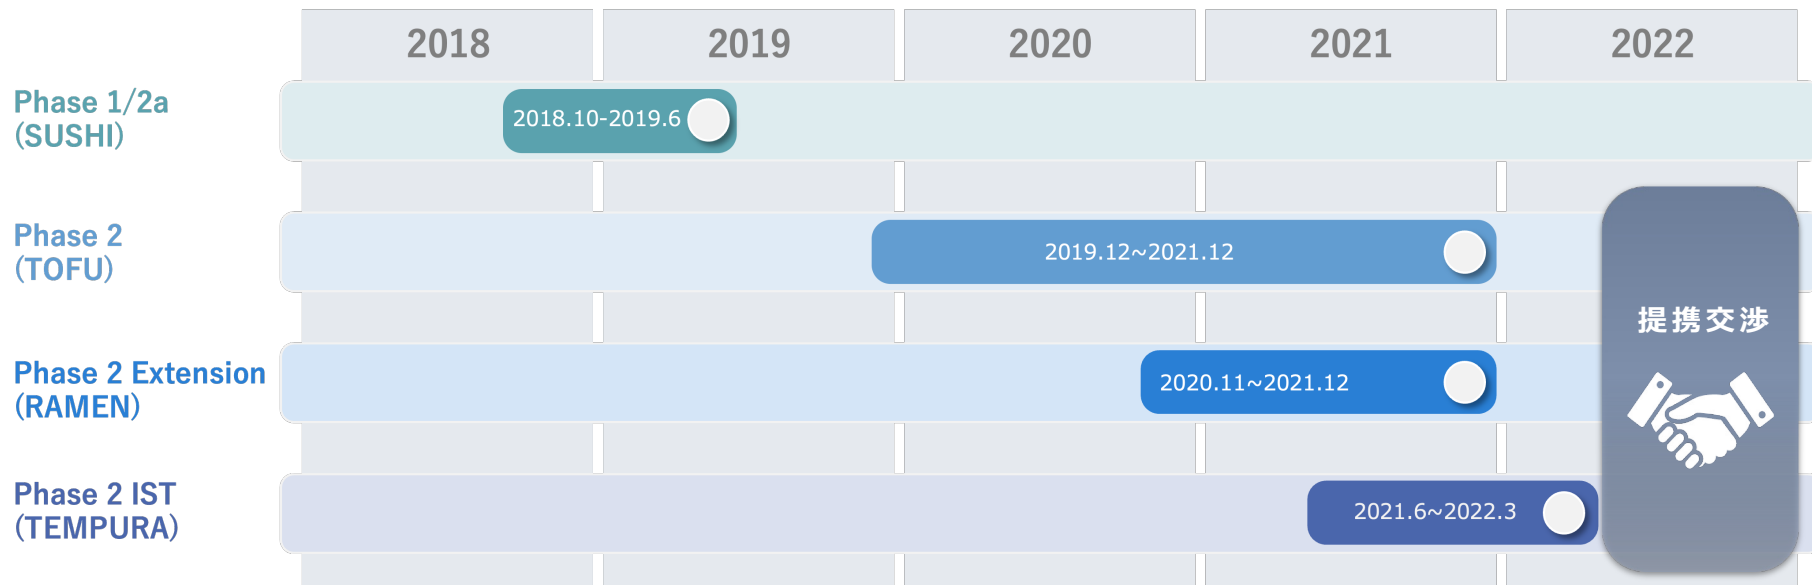 2018 2019 2020 2021 2022
Phase 1/2a
(SUSHI)
2018.10-2019.6
Phase 2
(TOFU)
2019.12~2021.12
提携交渉
Phase 2 Extension
(RAMEN)
2020.11~2021.12
Phase 2 IST
(TEMPURA)
2021.6~2022.3